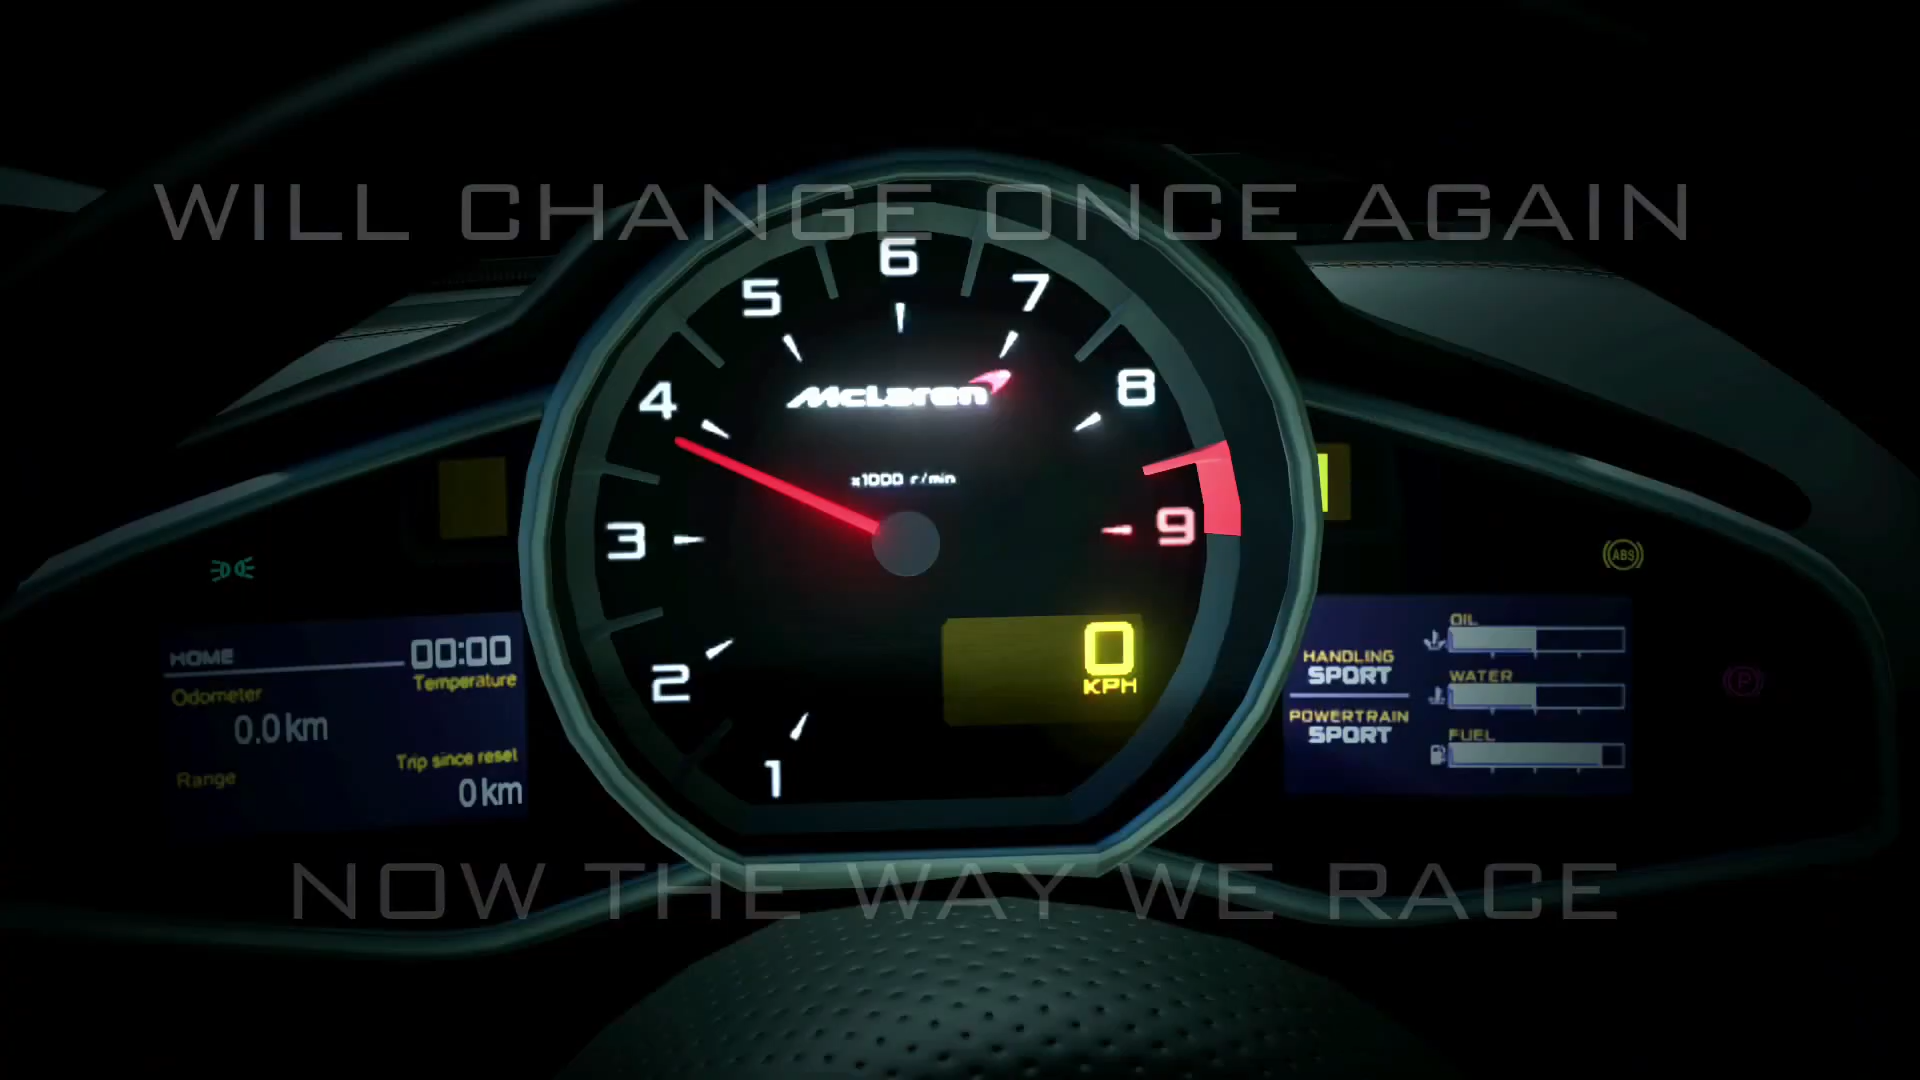 WILL CHANGE ONCE AGAIN
6
5
7
4
8
McLaren
x1000 r/min
3
9
ABS
2
1
0
KPH
HOME
00:00
Temperature
Odometer
0.0 km
Trip since reset
Range
0 km
HANDLING
SPORT
POWERTRAIN
SPORT
OIL
WATER
FUEL
P
NOW THE WAY WE RACE